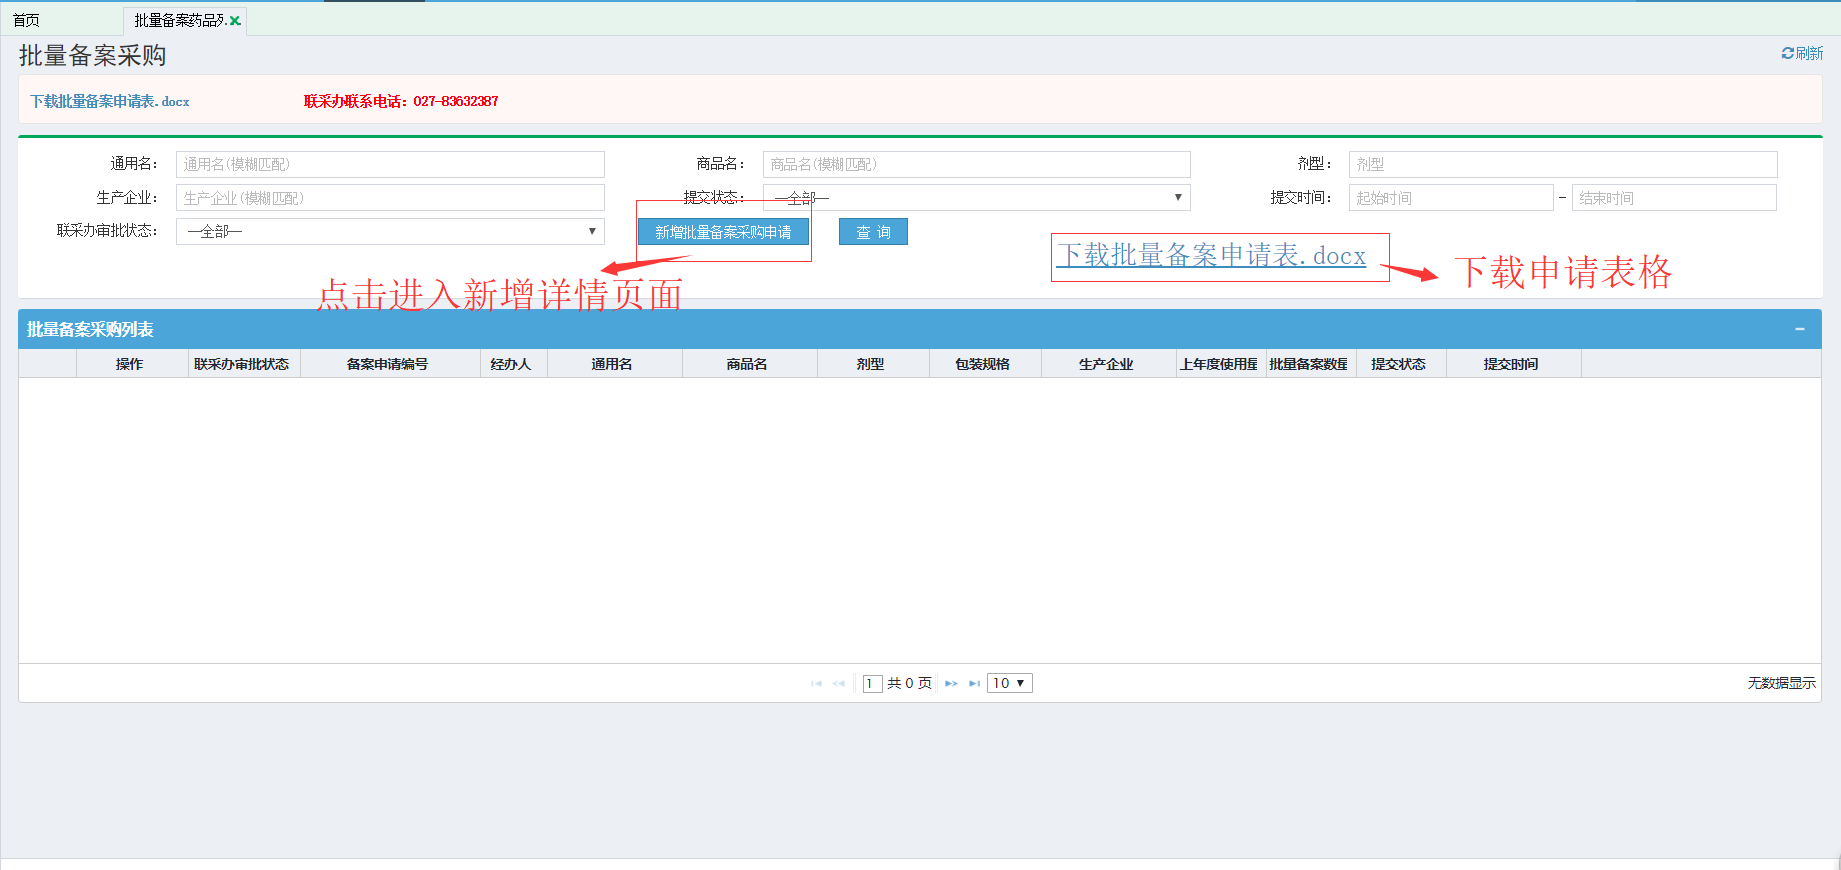 首页
批量备案药品列.
批量备案采购
刷新
下载批量备案申请表.docx
联采办联系电话：027-83632387
通用名： 通用名(模糊匹配) 商品名： 商品名(模糊匹配) 剂型： 剂型
生产企业： 生产企业(模糊匹配) 提交状态： —全部— 提交时间： 起始时间 – 结束时间
联采办审批状态： —全部— 新增批量备案采购申请 查 询
下载批量备案申请表.docx
下载申请表格
点击进入新增详情页面
批量备案采购列表
操作 联采办审批状态 备案申请编号 经办人 通用名 商品名 剂型 包装规格 生产企业 上年度使用量 批量备案数量 提交状态 提交时间
1 共 0 页 10
无数据显示